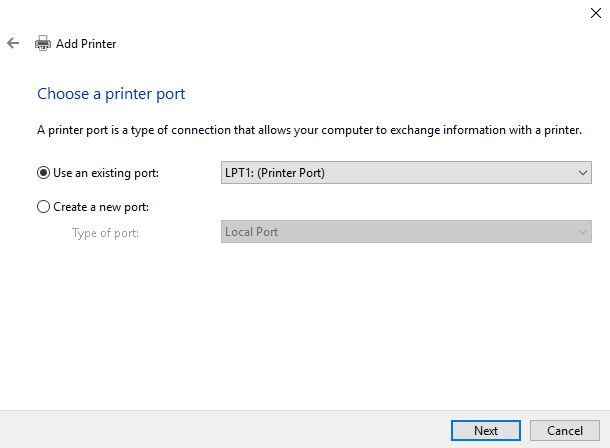 Add Printer
Choose a printer port
A printer port is a type of connection that allows your computer to exchange information with a printer.
Use an existing port: LPT1: (Printer Port)
Create a new port:
Type of port: Local Port
Next Cancel